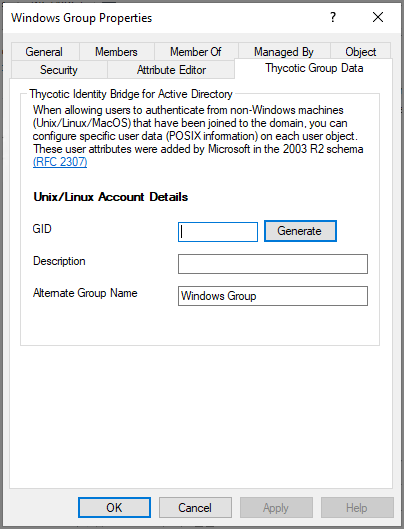 Windows Group Properties
General Members Member Of Managed By Object
Security Attribute Editor Thycotic Group Data
Thycotic Identity Bridge for Active Directory
When allowing users to authenticate from non-Windows machines
(Unix/Linux/MacOS) that have been joined to the domain, you can
configure specific user data (POSIX information) on each user object.
These user attributes were added by Microsoft in the 2003 R2 schema
(RFC 2307)
Unix/Linux Account Details
GID Generate
Description
Alternate Group Name Windows Group
OK Cancel Apply Help